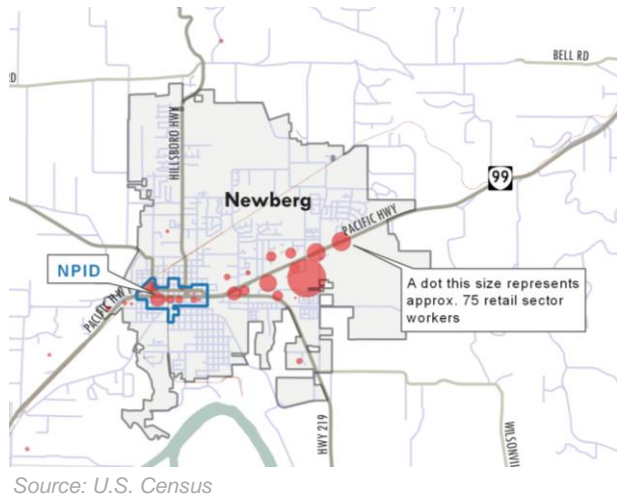 BELL RD
RD
HILLSBORO HWY
99
Newberg
PACIFIC HWY
NPID
A dot this size represents
approx. 75 retail sector
workers
PACIFIC HWY
HWY 219
WILSONVI
Source: U.S. Census